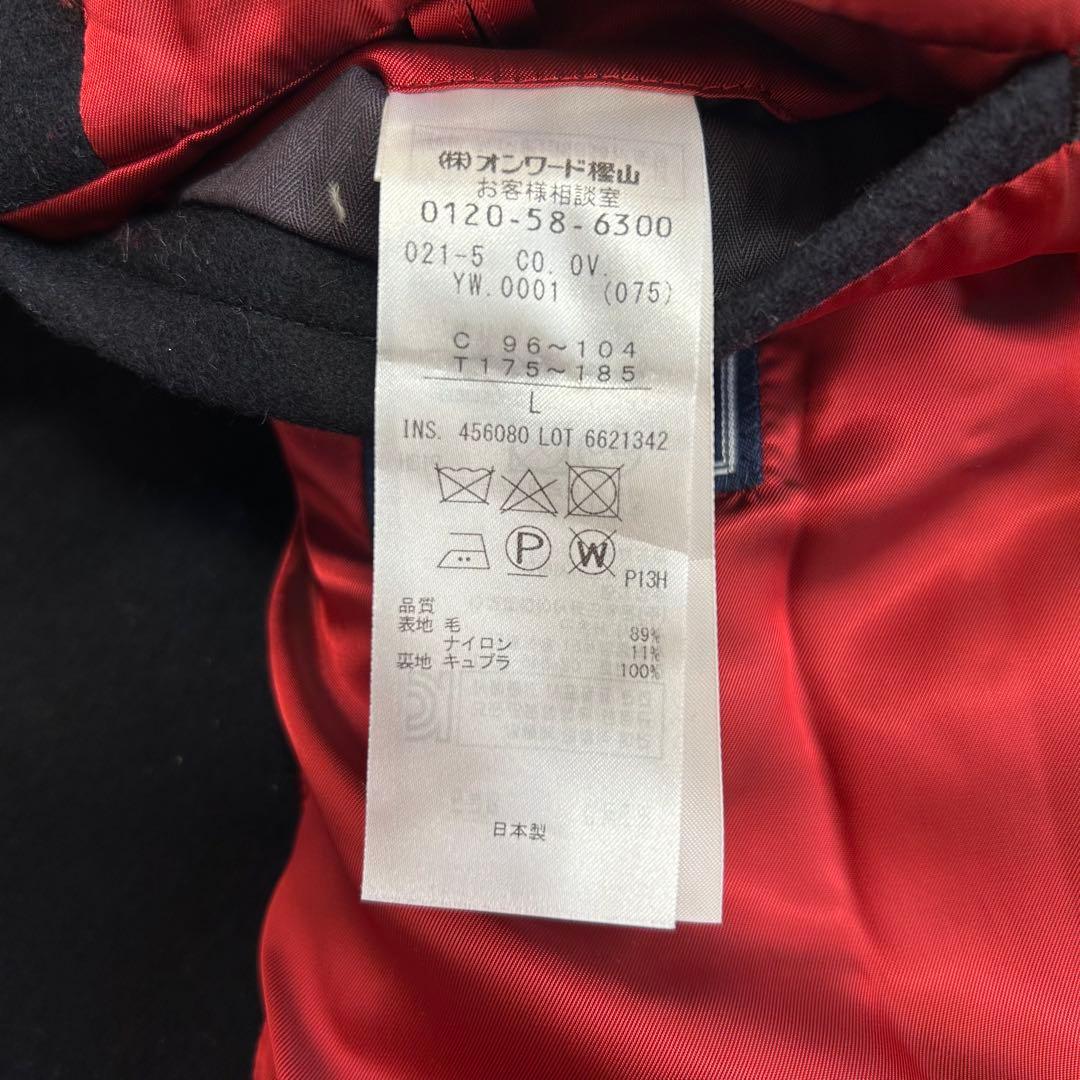 (株)オンワード樫山
お客様相談室
0120-58-6300
021-5 CO. OV.
YW.0001 (075)
C 96~104
T175~185
L
INS. 456080 LOT 6621342
P
W
P13H
品質
表地 毛 89%
ナイロン 11%
裏地 キュプラ 100%
日本製